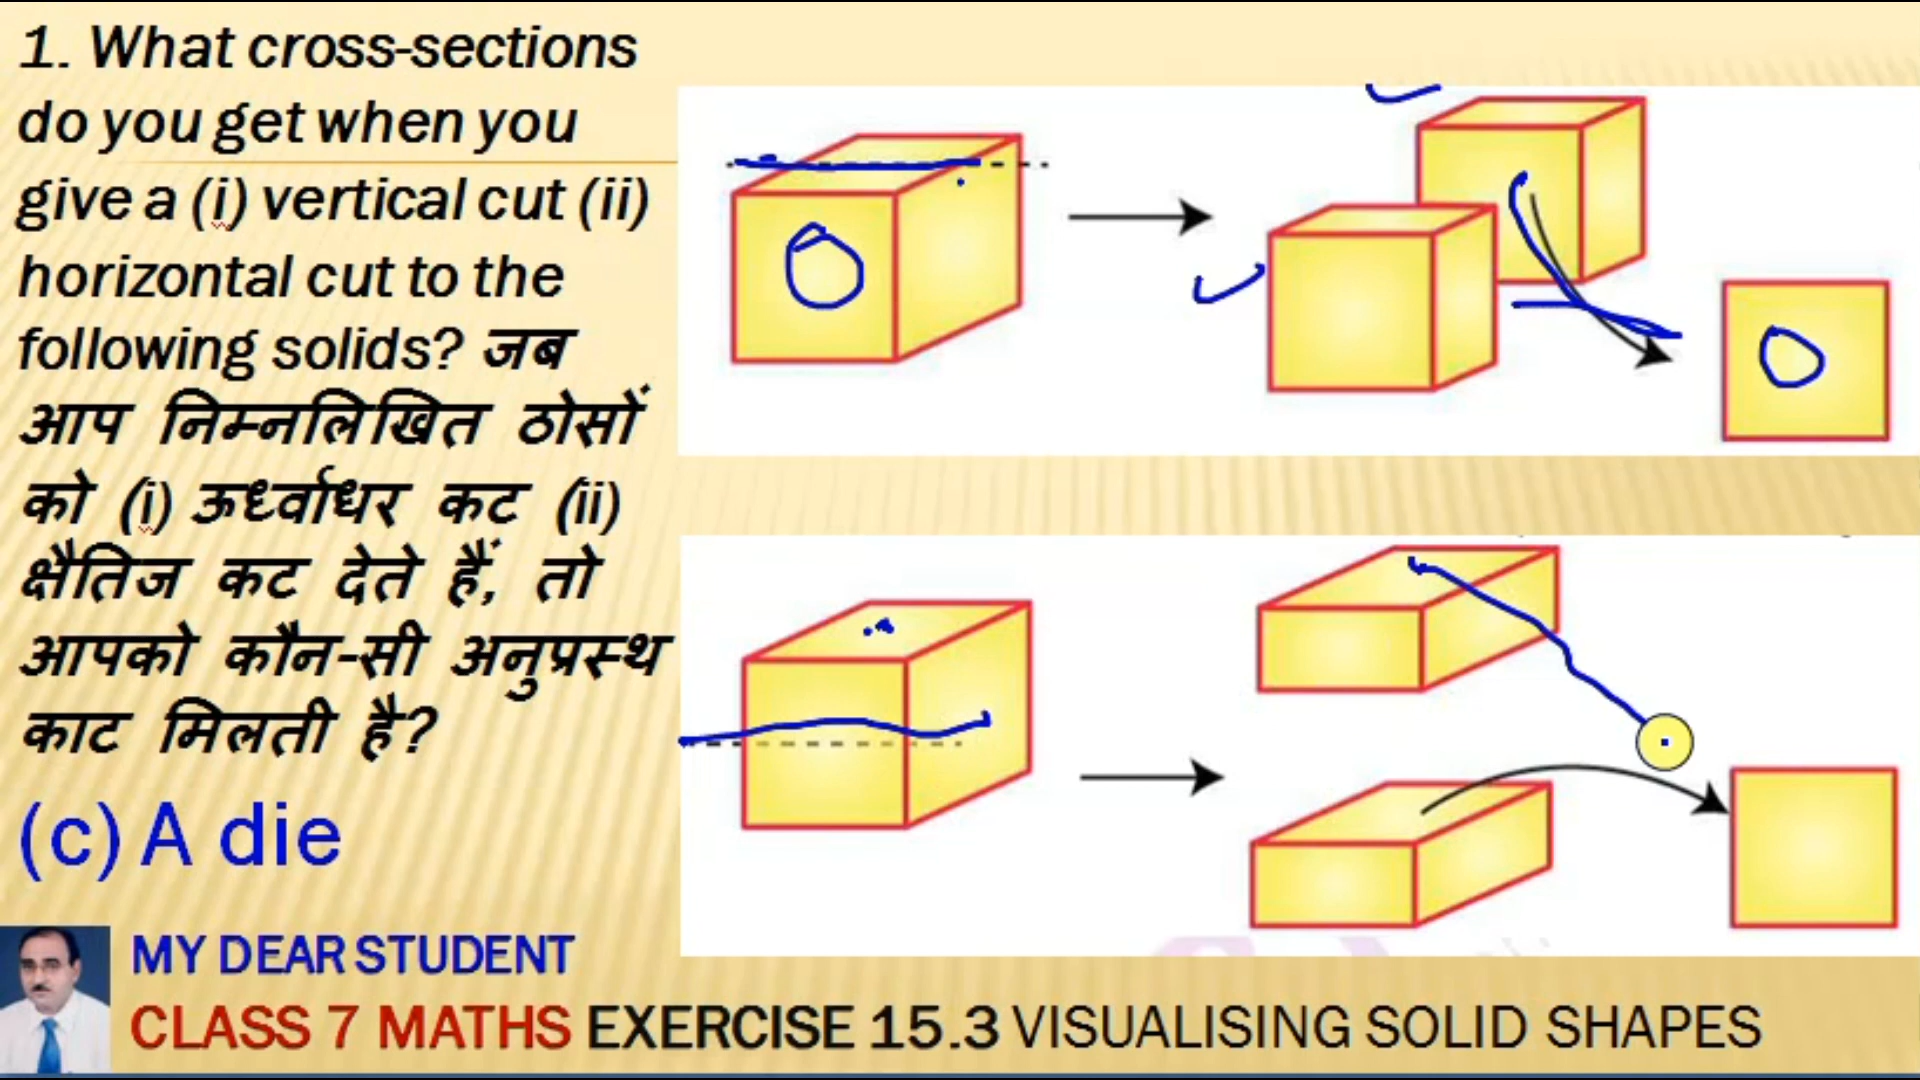 1. What cross-sections
do you get when you
give a (i) vertical cut (ii)
horizontal cut to the
following solids? जब
आप निम्नलिखित ठोसों
को (i) ऊर्ध्वाधर कट (ii)
क्षैतिज कट देते हैं, तो
आपको कौन-सी अनुप्रस्थ
काट मिलती है?
(c) A die
MY DEAR STUDENT
CLASS 7 MATHS EXERCISE 15.3 VISUALISING SOLID SHAPES